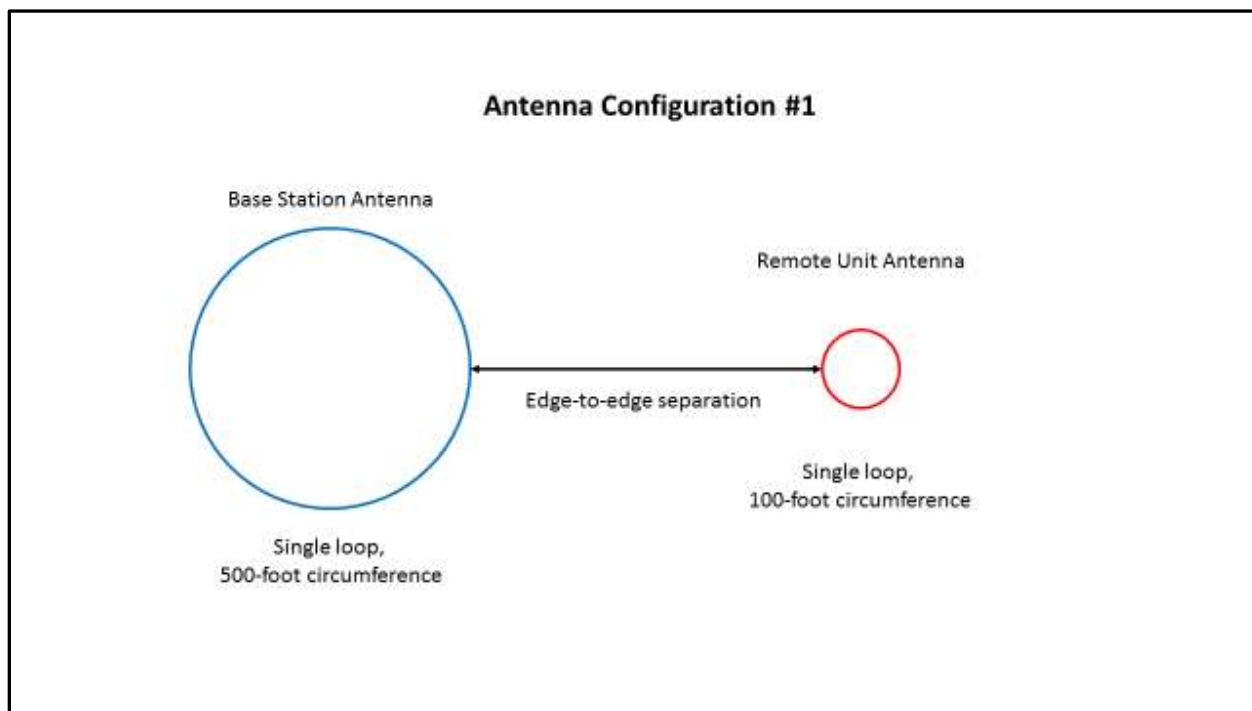 Antenna Configuration #1
Base Station Antenna
Remote Unit Antenna
Edge-to-edge separation
Single loop,
100-foot circumference
Single loop,
500-foot circumference